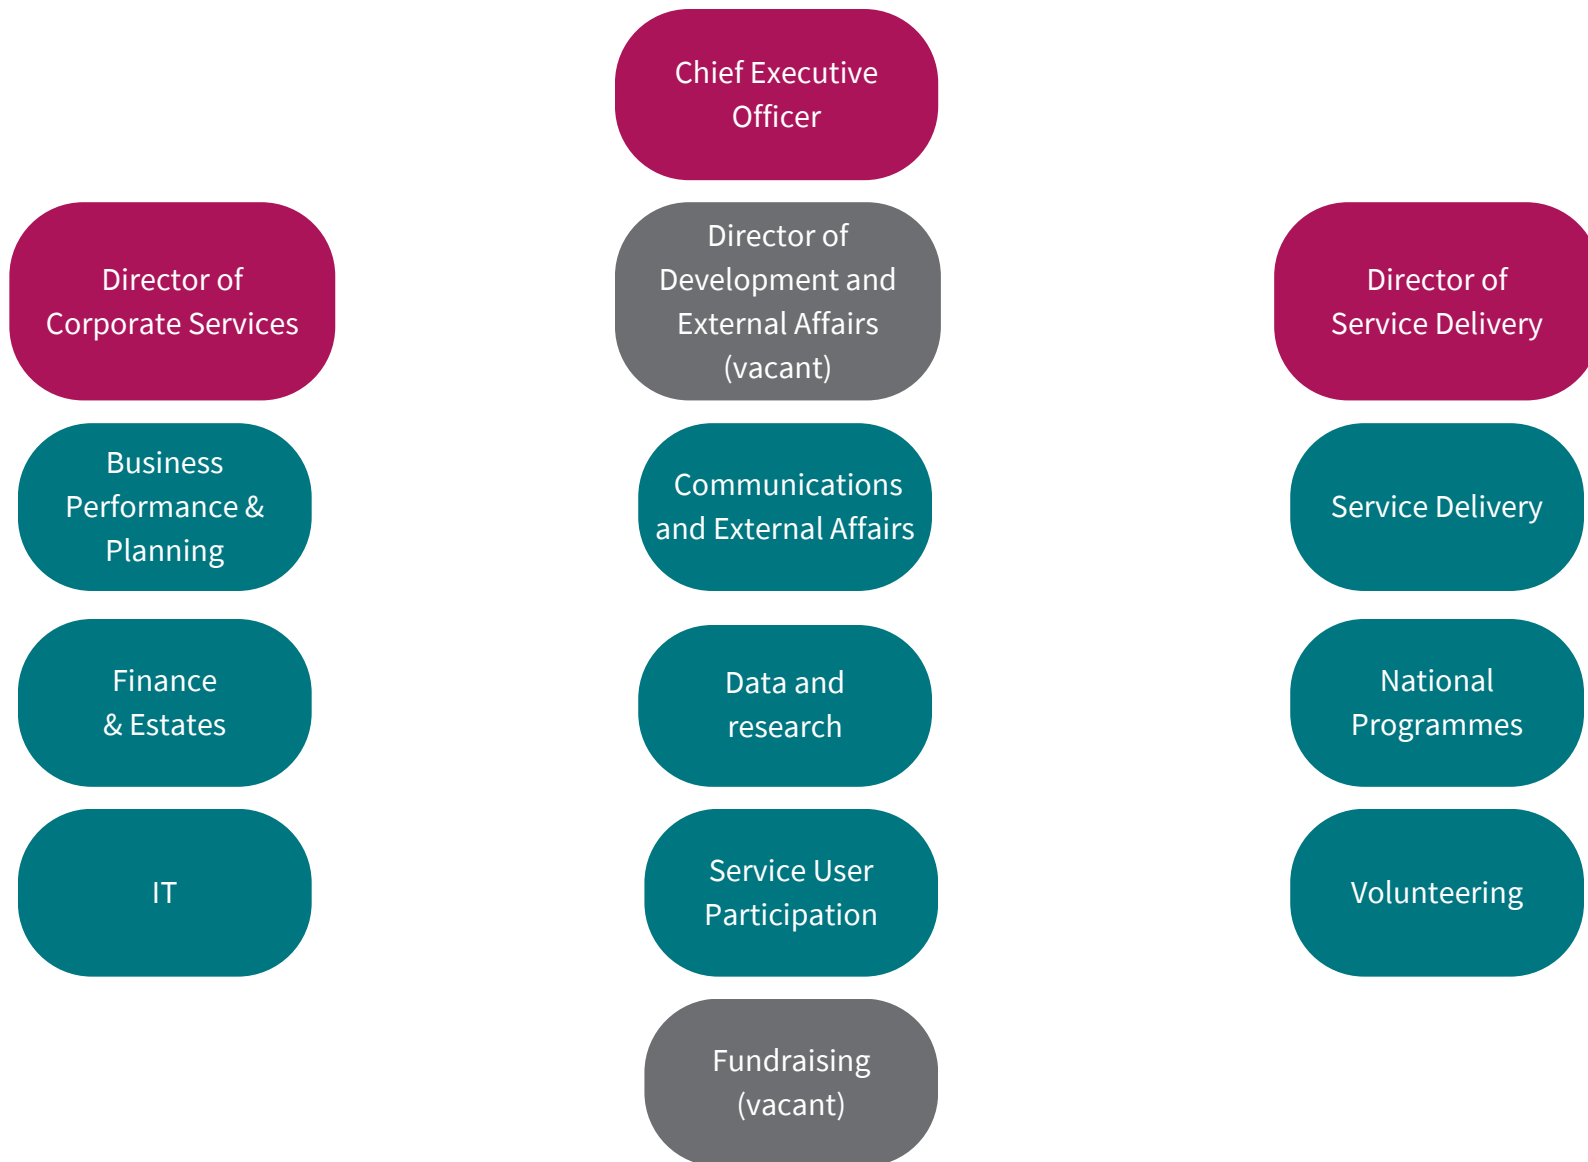 Chief Executive
Officer
Director of
Corporate Services
Director of
Development and
External Affairs
(vacant)
Director of
Service Delivery
Business
Performance &
Planning
Communications
and External Affairs
Service Delivery
Finance
& Estates
Data and
research
National
Programmes
IT
Service User
Participation
Volunteering
Fundraising
(vacant)